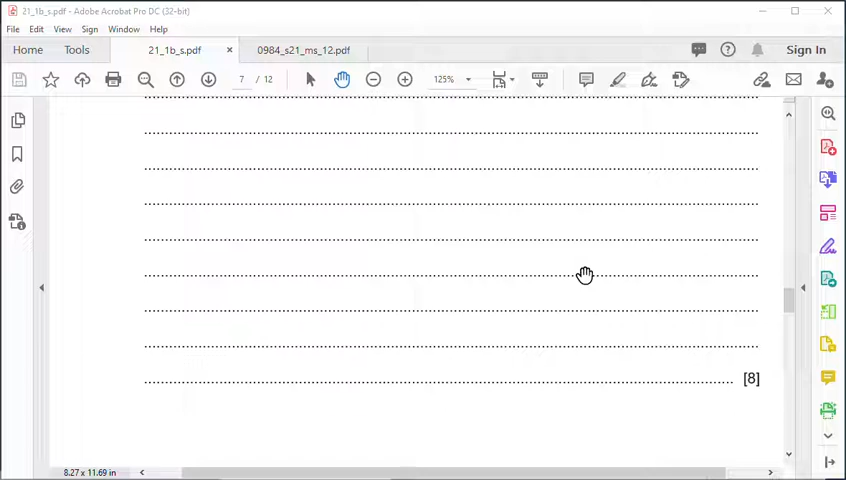 21_1b_s.pdf - Adobe Acrobat Pro DC (32-bit)
File Edit View Sign Window Help
Home Tools 21_1b_s.pdf × 0984_s21_ms_12.pdf Sign In
7 / 12 125%
[8]
8.27 x 11.69 in